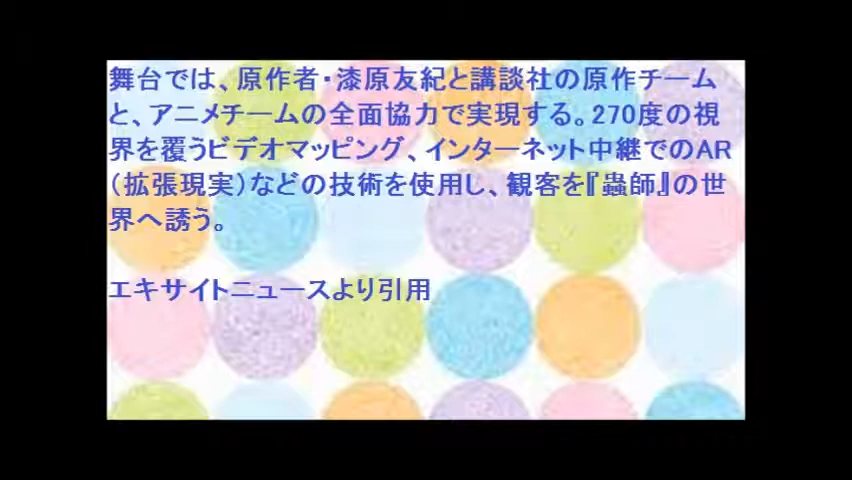 舞台では、原作者・漆原友紀と講談社の原作チーム
と、アニメチームの全面協力で実現する。270度の視
界を覆うビデオマッピング、インターネット中継でのAR
（拡張現実）などの技術を使用し、観客を『蟲師』の世
界へ誘う。
エキサイトニュースより引用